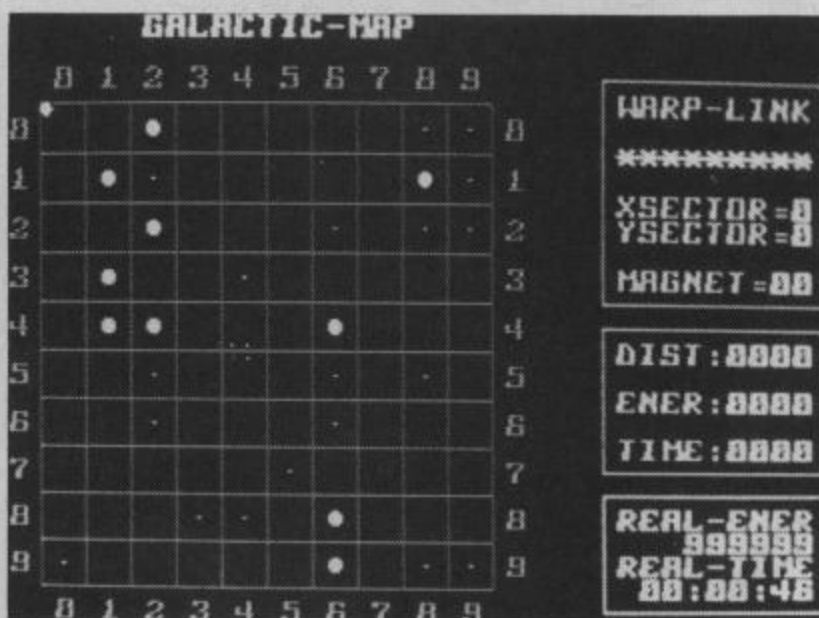 GALACTIC-MAP
0 1 2 3 4 5 6 7 8 9
0 0
1 1
2 2
3 3
4 4
5 5
6 6
7 7
8 8
9 9
0 1 2 3 4 5 6 7 8 9
WARP-LINK
*********
XSECTOR=0
YSECTOR=0
MAGNET=00
DIST:0000
ENER:0000
TIME:0000
REAL-ENER
999999
REAL-TIME
00:00:46